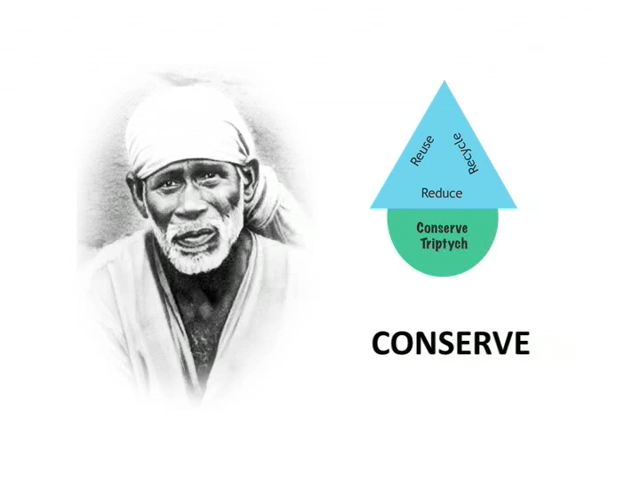 Reuse
Recycle
Reduce
Conserve
Triptych
CONSERVE